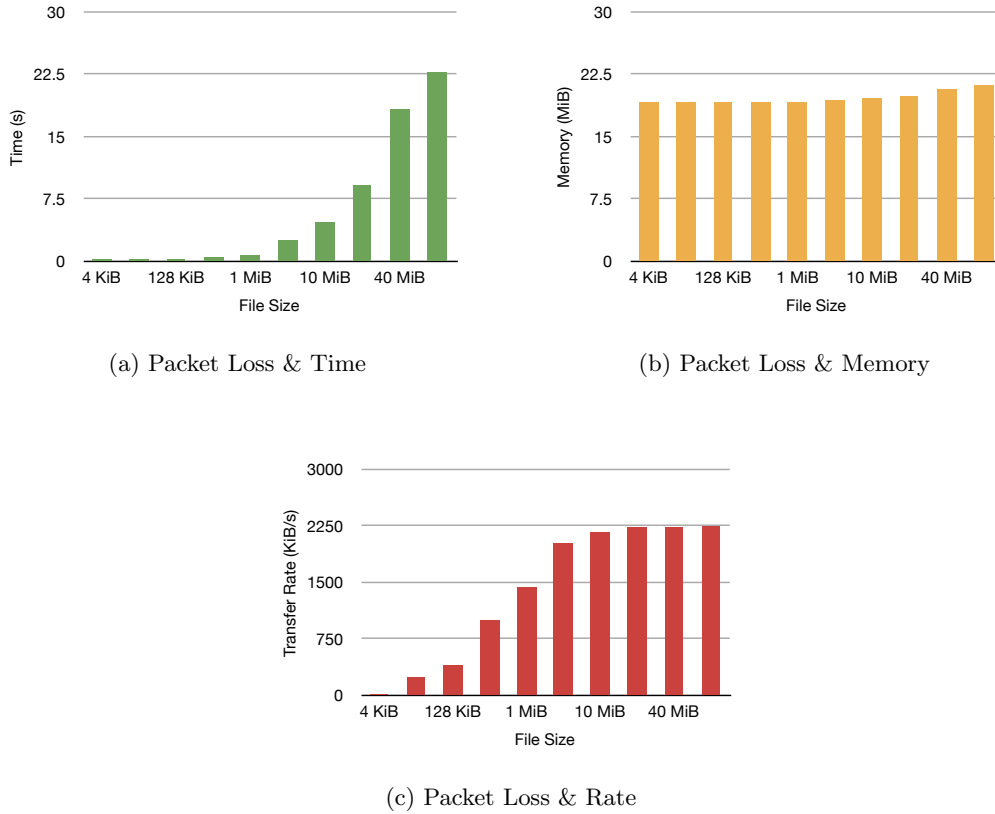 30
22.5
15
7.5
0
Time (s)
4 KiB 128 KiB 1 MiB 10 MiB 40 MiB
File Size
(a) Packet Loss & Time
30
22.5
15
7.5
0
Memory (MiB)
4 KiB 128 KiB 1 MiB 10 MiB 40 MiB
File Size
(b) Packet Loss & Memory
3000
2250
1500
750
0
Transfer Rate (KiB/s)
4 KiB 128 KiB 1 MiB 10 MiB 40 MiB
File Size
(c) Packet Loss & Rate